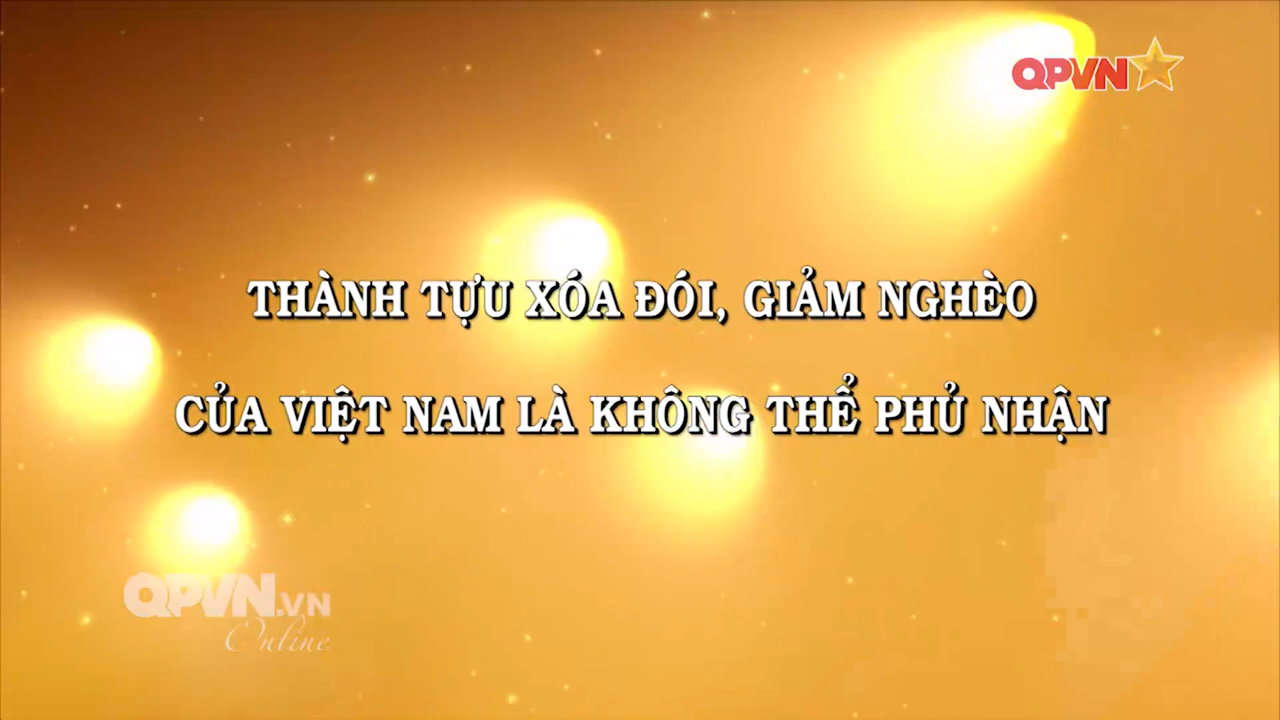 QPVN
THÀNH TỰU XÓA ĐÓI, GIẢM NGHÈO
CỦA VIỆT NAM LÀ KHÔNG THỂ PHỦ NHẬN
QPVN.VN
Online